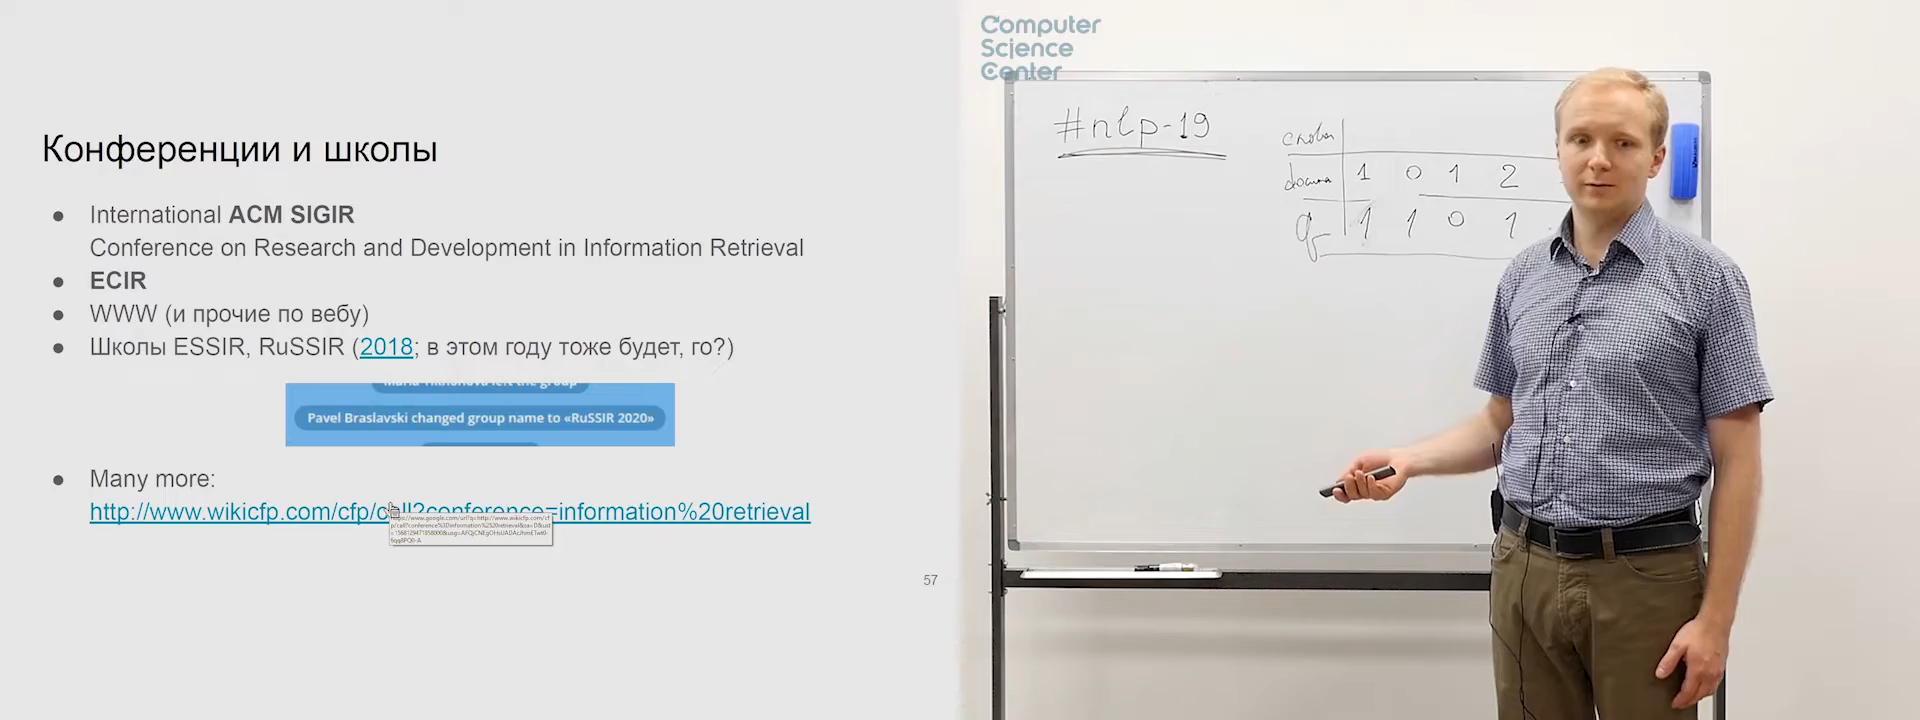 Конференции и школы
● International ACM SIGIR
Conference on Research and Development in Information Retrieval
● ECIR
● WWW (и прочие по вебу)
● Школы ESSIR, RuSSIR (2018; в этом году тоже будет, го?)
left the group
Pavel Braslavski changed group name to «RuSSIR 2020»
● Many more:
http://www.wikicfp.com/cfp/call?conference=information%20retrieval
57
Computer
Science
Center
#nlp-19
слова
1 0 1 2
q 1 1 0 1